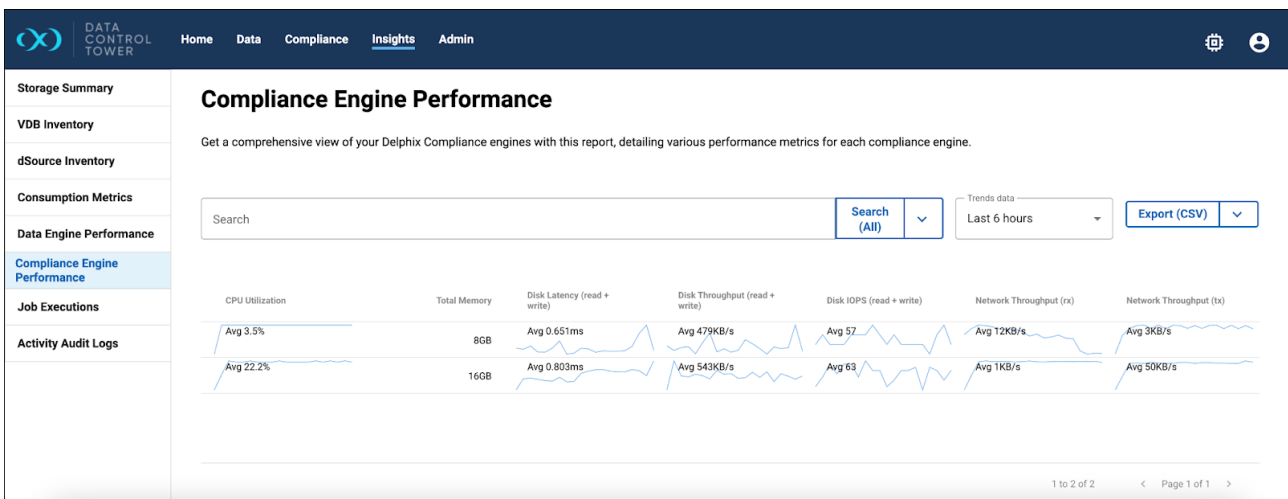 DATA
CONTROL
TOWER
Home Data Compliance Insights Admin
Storage Summary
VDB Inventory
dSource Inventory
Consumption Metrics
Data Engine Performance
Compliance Engine
Performance
Job Executions
Activity Audit Logs
Compliance Engine Performance
Get a comprehensive view of your Delphix Compliance engines with this report, detailing various performance metrics for each compliance engine.
Search
Search
(All)
Trends data
Last 6 hours
Export (CSV)
CPU Utilization
Total Memory
Disk Latency (read +
write)
Disk Throughput (read +
write)
Disk IOPS (read + write)
Network Throughput (rx)
Network Throughput (tx)
Avg 3.5% 8GB Avg 0.651ms Avg 479KB/s Avg 57 Avg 12KB/s Avg 3KB/s
Avg 22.2% 16GB Avg 0.803ms Avg 543KB/s Avg 63 Avg 1KB/s Avg 50KB/s
1 to 2 of 2 Page 1 of 1